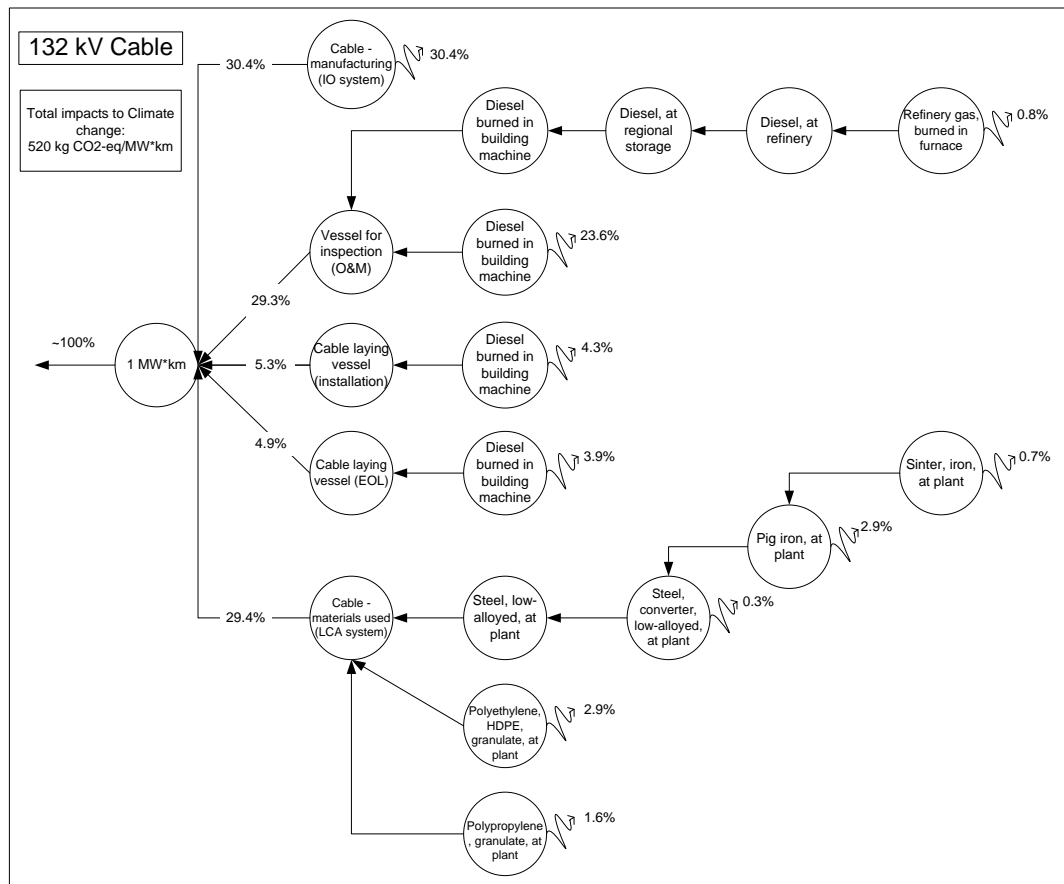 132 kV Cable
Total impacts to Climate
change:
520 kg CO2-eq/MW*km
30.4%
Cable -
manufacturing
(IO system)
30.4%
Diesel
burned in
building
machine
Diesel, at
regional
storage
Diesel, at
refinery
Refinery gas,
burned in
furnace
0.8%
Vessel for
inspection
(O&M)
Diesel
burned in
building
machine
23.6%
29.3%
~100%
1 MW*km
5.3%
Cable laying
vessel
(installation)
Diesel
burned in
building
machine
4.3%
4.9%
Cable laying
vessel (EOL)
Diesel
burned in
building
machine
3.9%
Sinter, iron,
at plant
0.7%
Pig iron, at
plant
2.9%
29.4%
Cable -
materials used
(LCA system)
Steel, low-
alloyed, at
plant
Steel,
converter,
low-alloyed,
at plant
0.3%
Polyethylene,
HDPE,
granulate, at
plant
2.9%
Polypropylene
, granulate, at
plant
1.6%